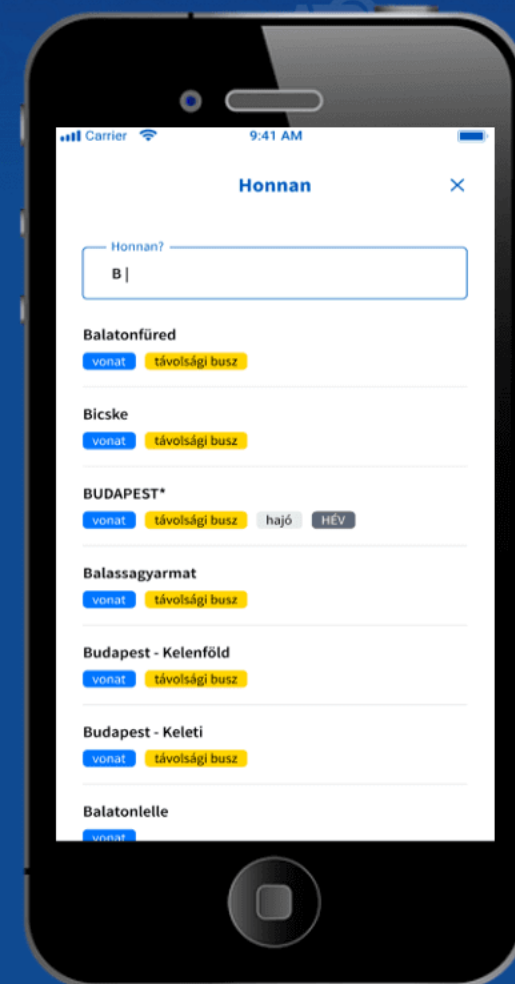 Carrier 9:41 AM
Honnan
Honnan?
B
Balatonfüred
vonat távolsági busz
Bicske
vonat távolsági busz
BUDAPEST*
vonat távolsági busz hajó HÉV
Balassagyarmat
vonat távolsági busz
Budapest - Kelenföld
vonat távolsági busz
Budapest - Keleti
vonat távolsági busz
Balatonlelle
vonat